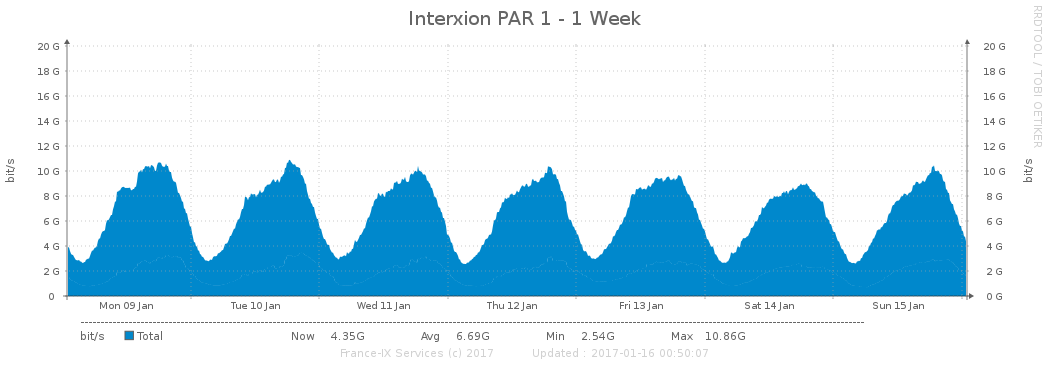 Interxion PAR 1 - 1 Week
RRDTOOL / TOBI OETIKER
bit/s
20 G 20 G
18 G 18 G
16 G 16 G
14 G 14 G
12 G 12 G
10 G 10 G
8 G 8 G
6 G 6 G
4 G 4 G
2 G 2 G
0 0 G
bit/s
Mon 09 Jan Tue 10 Jan Wed 11 Jan Thu 12 Jan Fri 13 Jan Sat 14 Jan Sun 15 Jan
bit/s Total Now 4.35G Avg 6.69G Min 2.54G Max 10.86G
France-IX Services (c) 2017 Updated : 2017-01-16 00:50:07